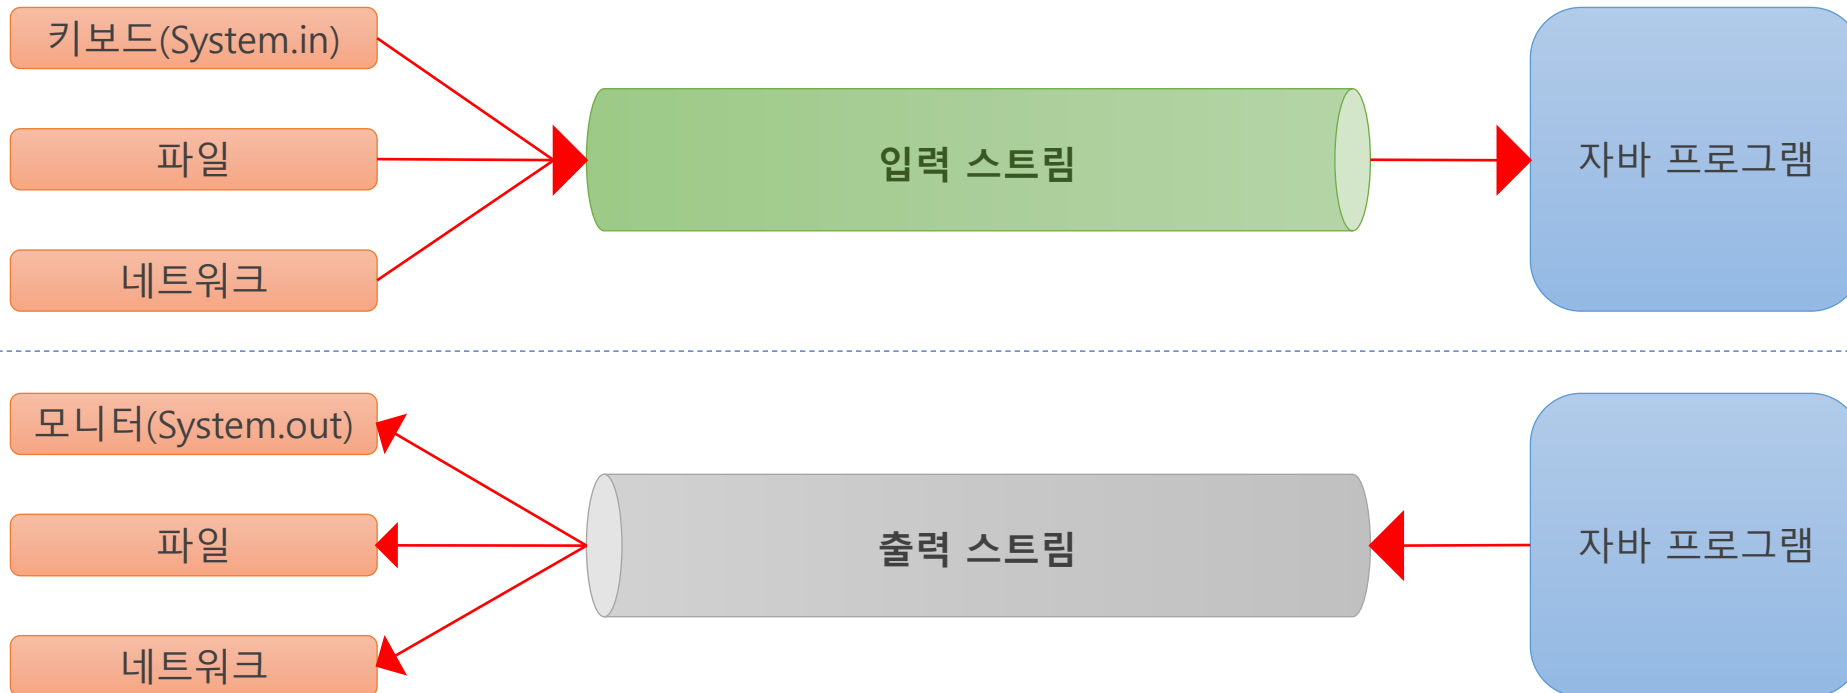 키보드(System.in)
파일
네트워크
입력 스트림
자바 프로그램
모니터(System.out)
파일
네트워크
출력 스트림
자바 프로그램